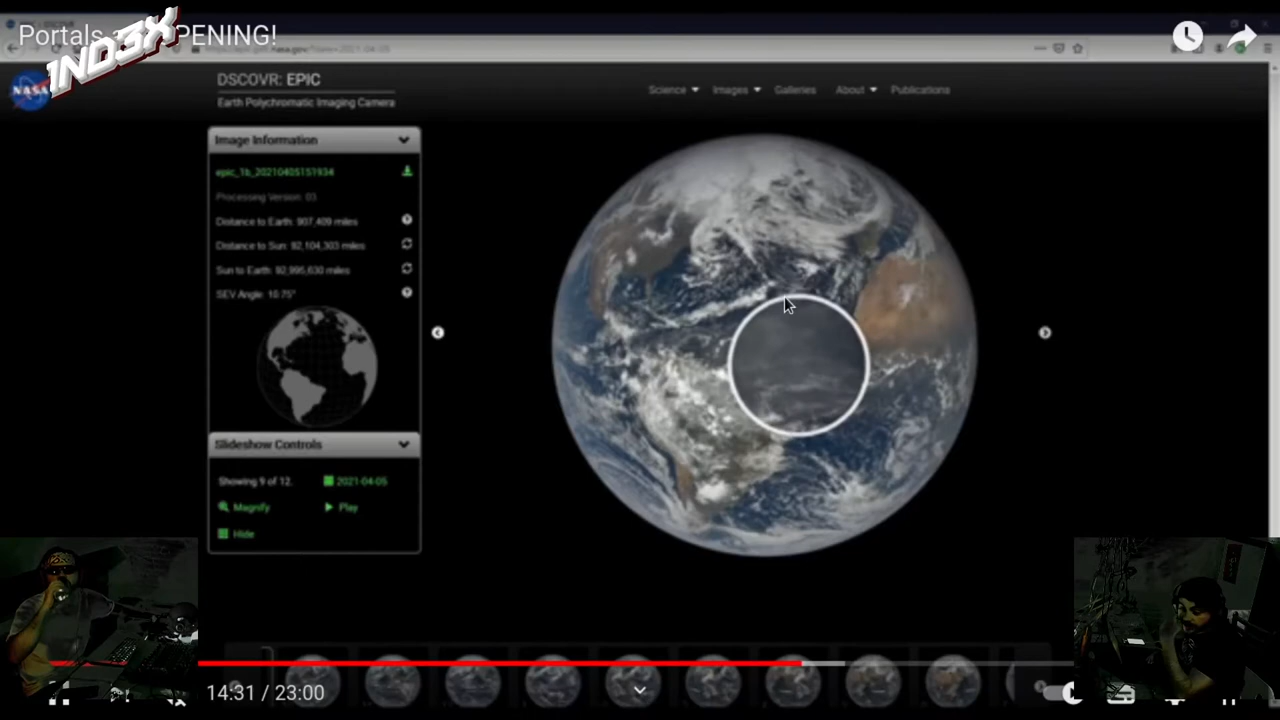 Portals PENING!
IND3X
NASA
DSCOVR: EPIC
Earth Polychromatic Imaging Camera
Science Images Galleries About Publications
Image Information
epic_1b_20210405151934
Processing Version: 03
Distance to Earth: 907,409 miles
Distance to Sun: 92,104,303 miles
Sun to Earth: 92,995,630 miles
SEV Angle: 10.75°
Slideshow Controls
Showing 9 of 12.
2021-04-05
Magnify
Play
Hide
14:31 / 23:00